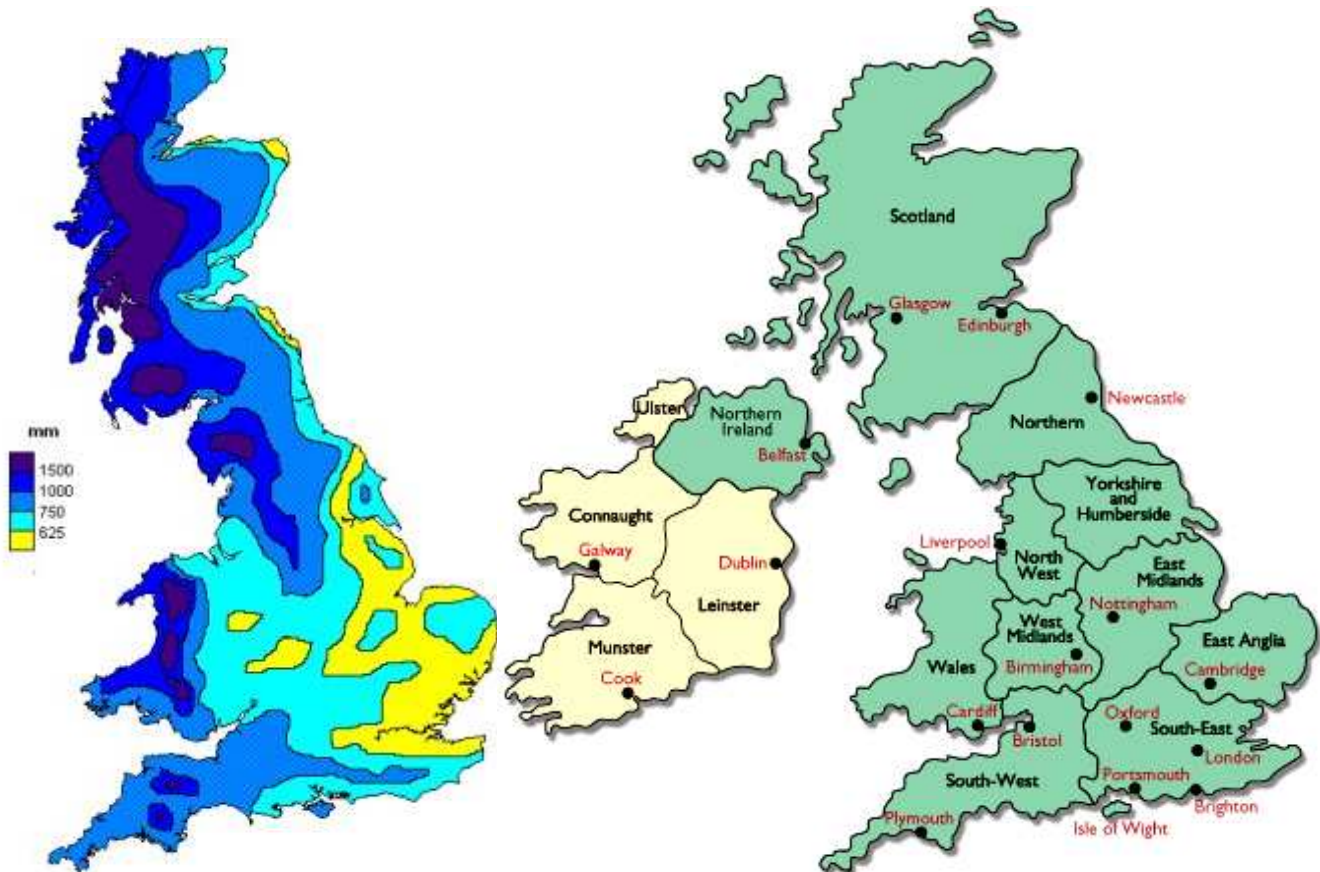 mm
1500
1000
750
625
Scotland
Glasgow
Edinburgh
Ulster
Northern
Ireland
Belfast
Newcastle
Northern
Yorkshire
and
Humberside
Connaught
Galway
Dublin
Leinster
Liverpool
North
West
East
Midlands
Nottingham
Munster
Cook
West
Midlands
Birmingham
Wales
East Anglia
Cambridge
Cardiff
Bristol
Oxford
South-East
London
South-West
Portsmouth
Brighton
Plymouth
Isle of Wight